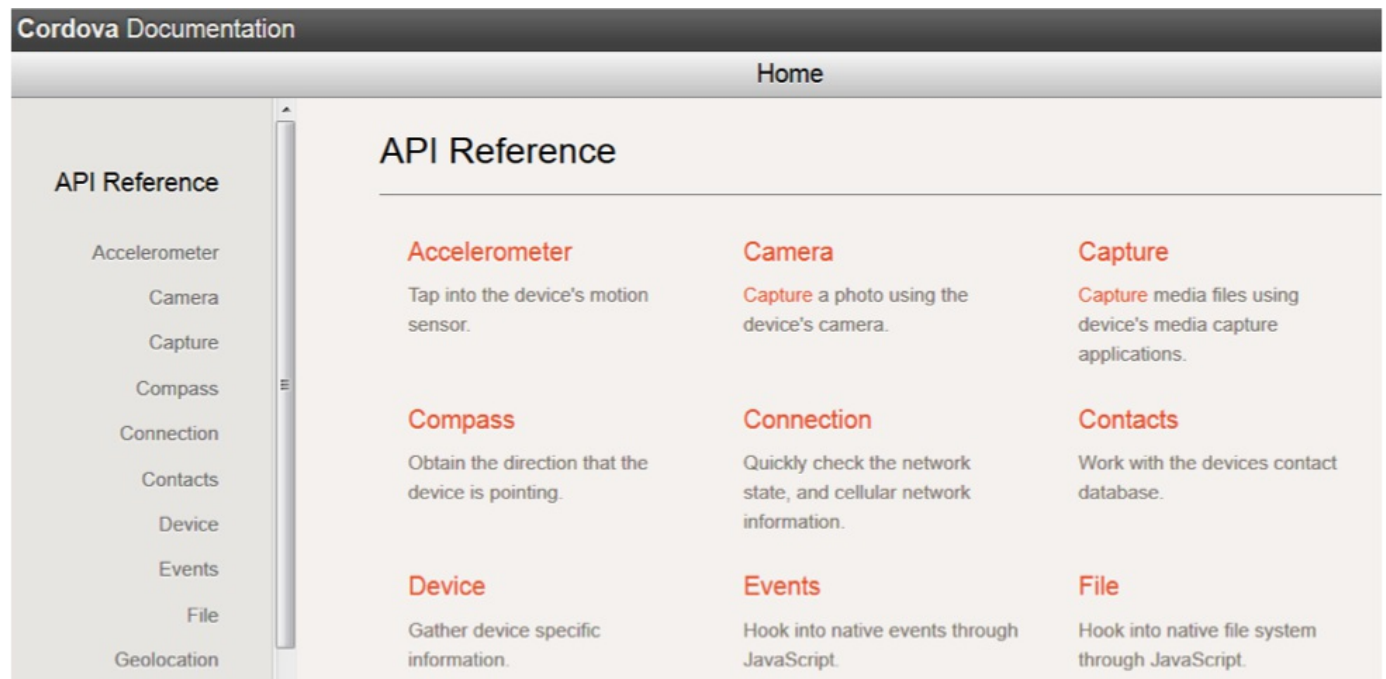 Cordova Documentation
Home
API Reference
Accelerometer
Camera
Capture
Compass
Connection
Contacts
Device
Events
File
Geolocation
API Reference
Accelerometer
Tap into the device's motion
sensor.
Camera
Capture a photo using the
device's camera.
Capture
Capture media files using
device's media capture
applications.
Compass
Obtain the direction that the
device is pointing.
Connection
Quickly check the network
state, and cellular network
information.
Contacts
Work with the devices contact
database.
Device
Gather device specific
information.
Events
Hook into native events through
JavaScript.
File
Hook into native file system
through JavaScript.